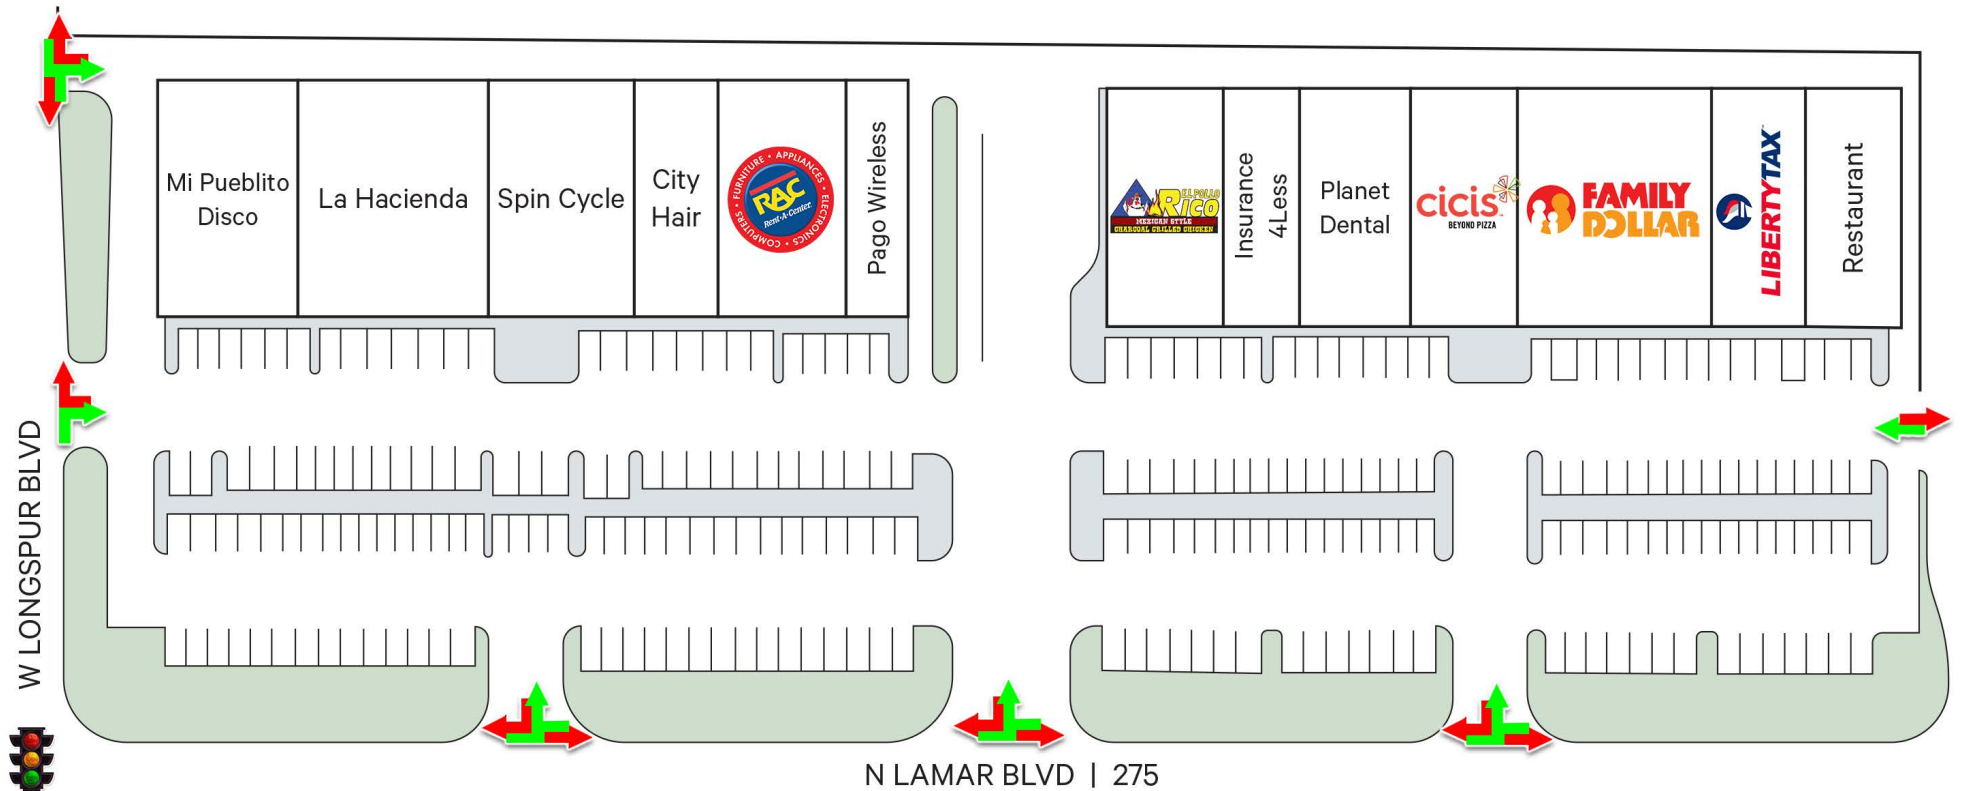 Mi Pueblito
Disco
La Hacienda
Spin Cycle
City
Hair
FURNITURE • APPLIANCES • ELECTRONICS • COMPUTERS •
RAC
Rent-A-Center
Pago Wireless
EL POLLO
RICO
MEXICAN STYLE
CHARCOAL GRILLED CHICKEN
Insurance
4Less
Planet
Dental
cicis
BEYOND PIZZA
FAMILY
DOLLAR
LIBERTY TAX
Restaurant
W LONGSPUR BLVD
N LAMAR BLVD | 275